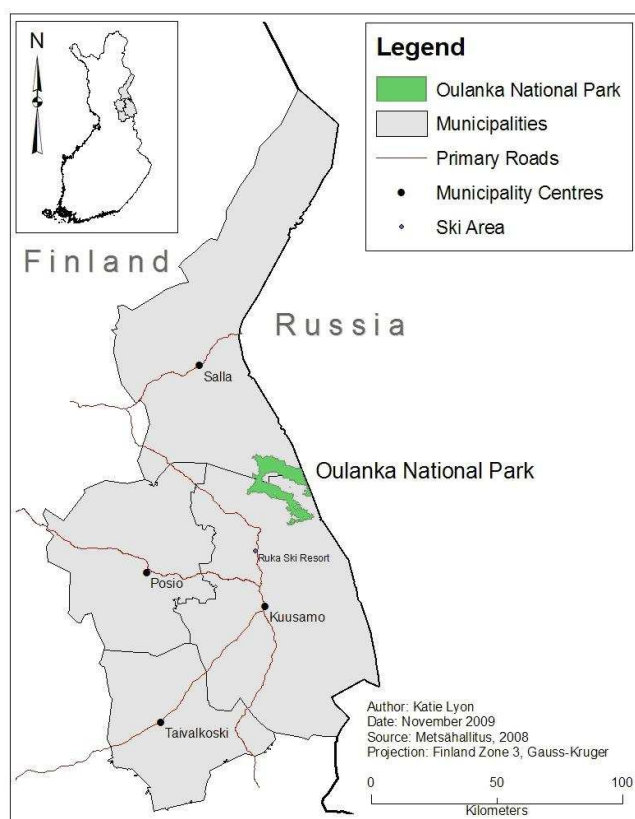 N
Legend
Oulanka National Park
Municipalities
Primary Roads
Municipality Centres
Ski Area
Finland
Russia
Salla
Oulanka National Park
Ruka Ski Resort
Posio
Kuusamo
Taivalkoski
Author: Katie Lyon
Date: November 2009
Source: Metsähallitus, 2008
Projection: Finland Zone 3, Gauss-Kruger
0 50 100
Kilometers